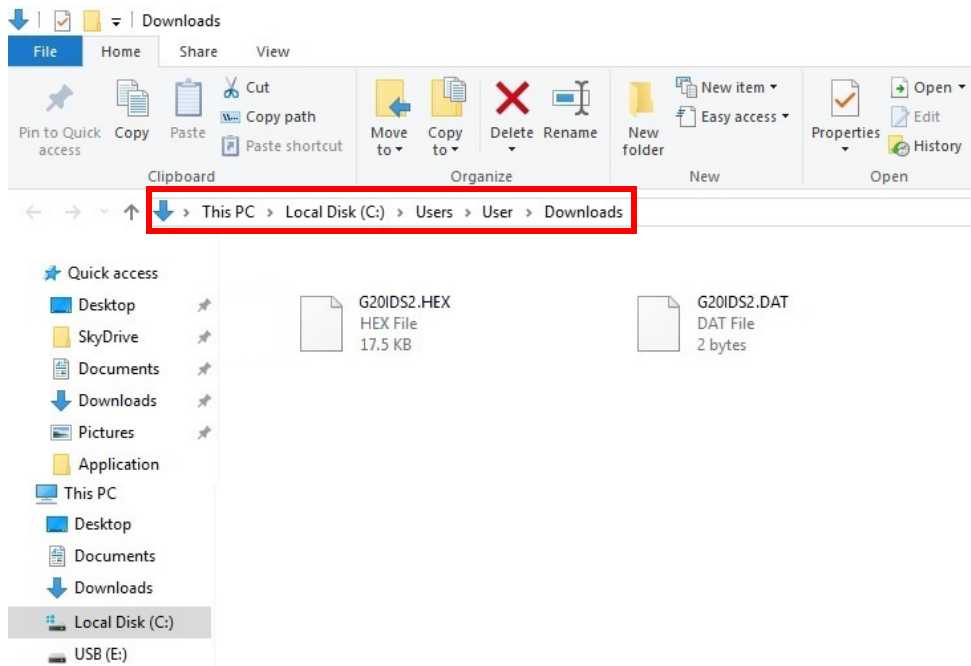 Downloads
File Home Share View
Pin to Quick access
Copy
Paste
Cut
Copy path
Paste shortcut
Clipboard
Move to
Copy to
Delete
Rename
Organize
New folder
New item
Easy access
New
Properties
Open
Edit
History
Open
This PC > Local Disk (C:) > Users > User > Downloads
Quick access
Desktop
SkyDrive
Documents
Downloads
Pictures
Application
This PC
Desktop
Documents
Downloads
Local Disk (C:)
USB (E:)
G20IDS2.HEX
HEX File
17.5 KB
G20IDS2.DAT
DAT File
2 bytes